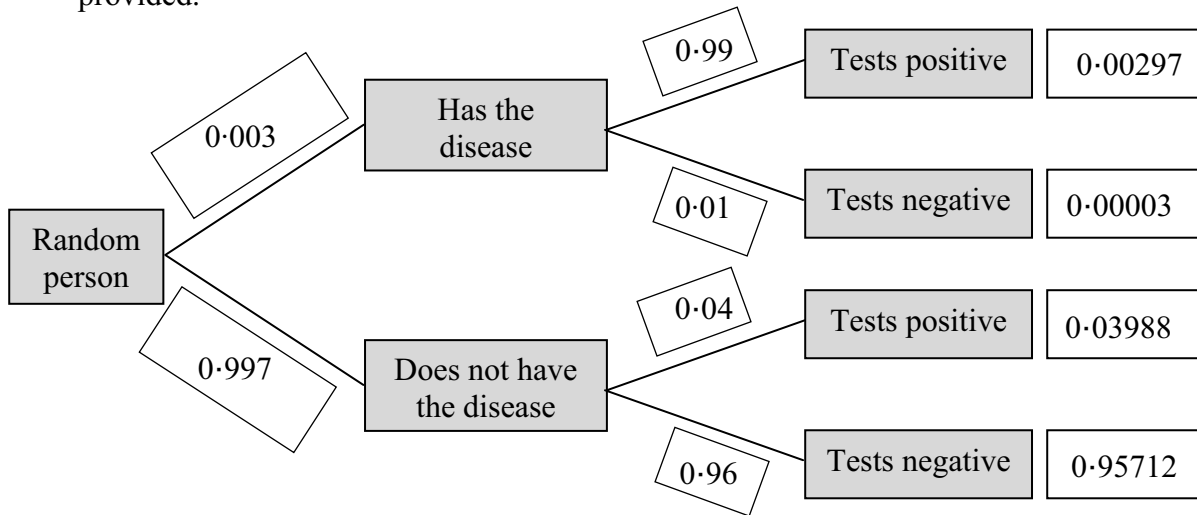 provided.
0·003
Has the
disease
0·99
Tests positive
0·00297
0·01
Tests negative
0·00003
Random
person
0·997
Does not have
the disease
0·04
Tests positive
0·03988
0·96
Tests negative
0·95712